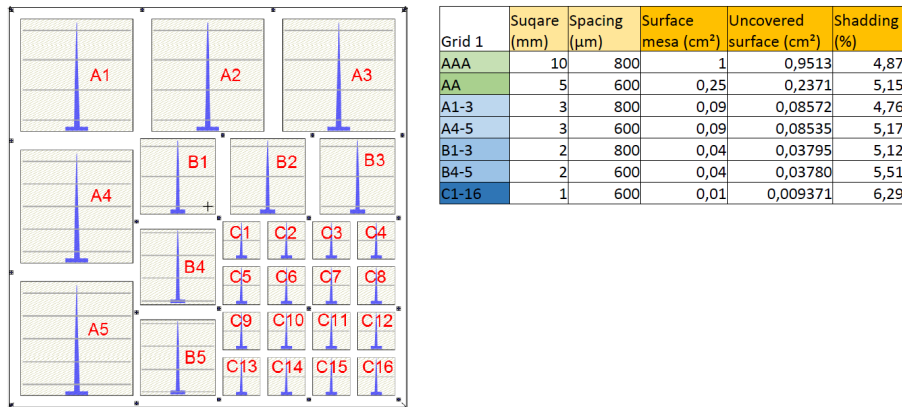 A1 A2 A3
B1 B2 B3
A4
C1 C2 C3 C4
B4
C5 C6 C7 C8
A5
C9 C10 C11 C12
B5
C13 C14 C15 C16
Grid 1 Suqare (mm) Spacing (µm) Surface mesa (cm²) Uncovered surface (cm²) Shadding (%)
AAA 10 800 1 0,9513 4,87
AA 5 600 0,25 0,2371 5,15
A1-3 3 800 0,09 0,08572 4,76
A4-5 3 600 0,09 0,08535 5,17
B1-3 2 800 0,04 0,03795 5,12
B4-5 2 600 0,04 0,03780 5,51
C1-16 1 600 0,01 0,009371 6,29